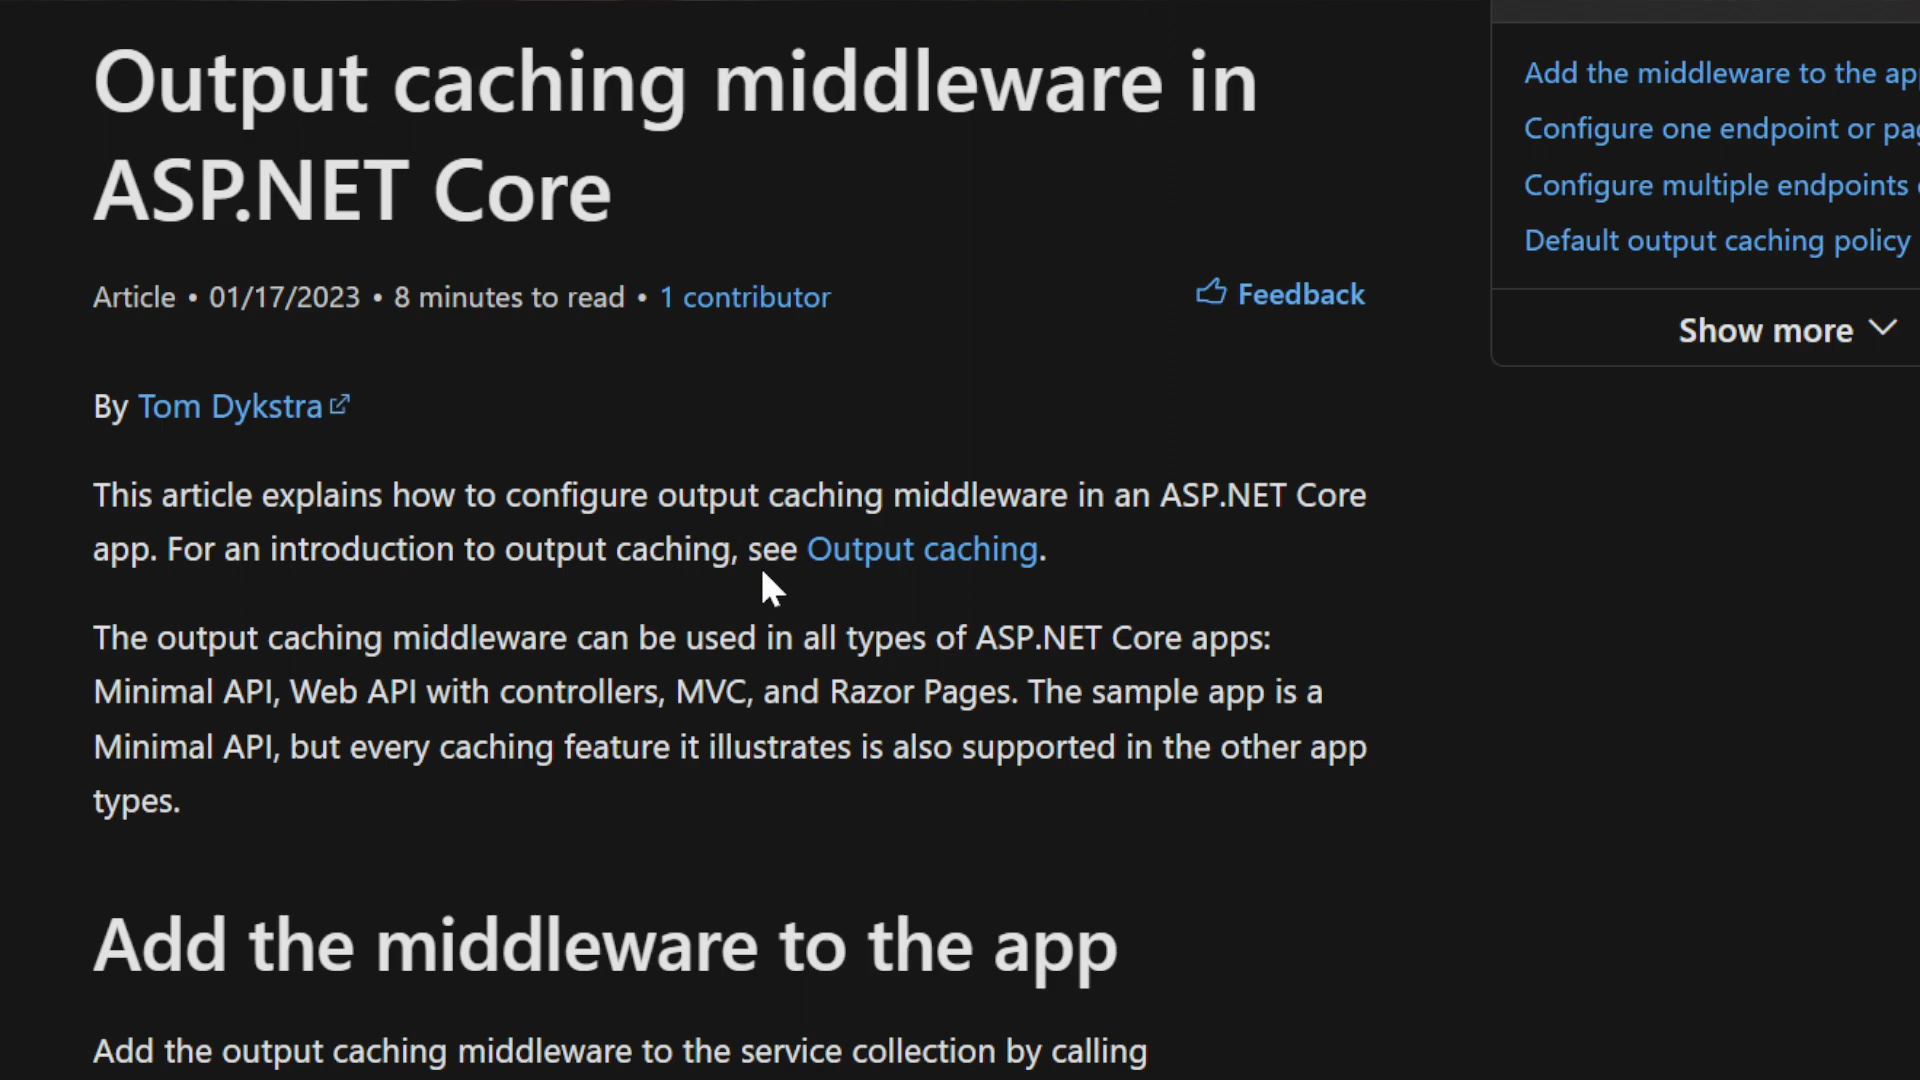 Output caching middleware in
ASP.NET Core
Article • 01/17/2023 • 8 minutes to read • 1 contributor
Feedback
By Tom Dykstra
This article explains how to configure output caching middleware in an ASP.NET Core
app. For an introduction to output caching, see Output caching.
The output caching middleware can be used in all types of ASP.NET Core apps:
Minimal API, Web API with controllers, MVC, and Razor Pages. The sample app is a
Minimal API, but every caching feature it illustrates is also supported in the other app
types.
Add the middleware to the app
Add the output caching middleware to the service collection by calling
Add the middleware to the ap
Configure one endpoint or pa
Configure multiple endpoints
Default output caching policy
Show more